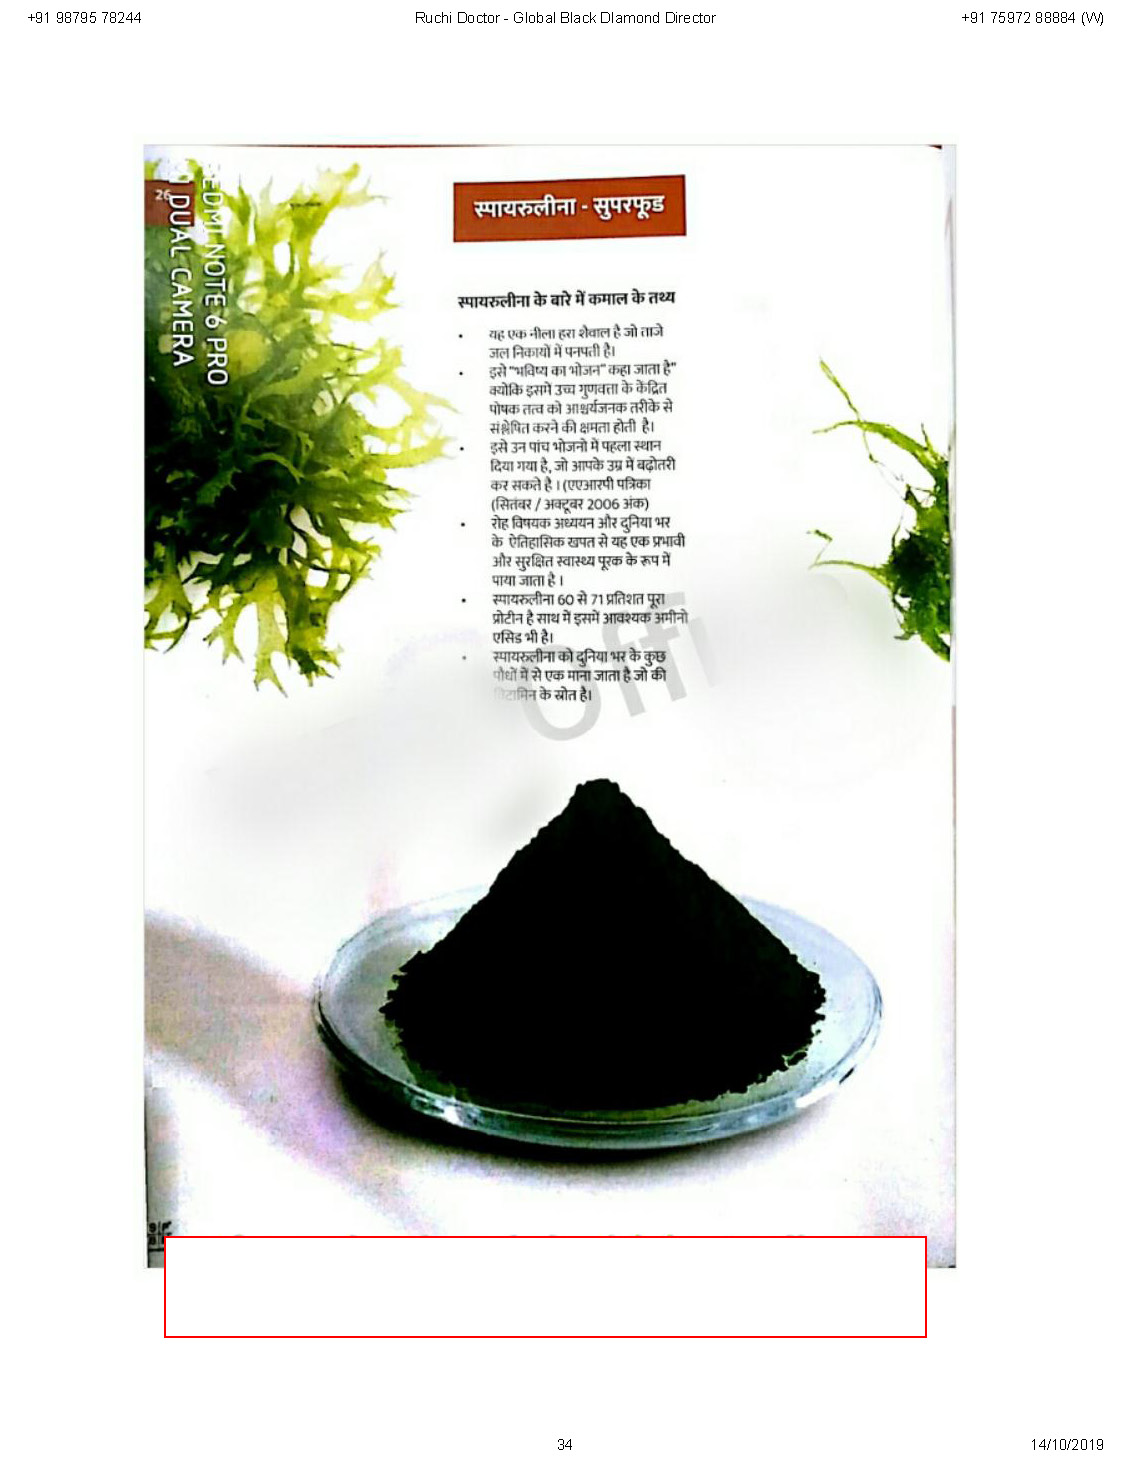 +91 98795 78244
Ruchi Doctor - Global Black DIamond Director
+91 75972 88884 (W)
26
REDMI NOTE 6 PRO
DUAL CAMERA
स्पायरुलीना - सुपरफूड
स्पायरुलीना के बारे में कमाल के तथ्य
• यह एक नीला हरा शैवाल है जो ताजे
जल निकायों में पनपती है।
• इसे "भविष्य का भोजन" कहा जाता है"
क्योकि इसमें उच्च गुणवत्ता के केंद्रित
पोषक तत्व को आश्चर्यजनक तरीके से
संश्लेषित करने की क्षमता होती है।
• इसे उन पांच भोजनो में पहला स्थान
दिया गया है, जो आपके उम्र में बढ़ोतरी
कर सकते है । (एएआरपी पत्रिका
(सितंबर / अक्टूबर 2006 अंक)
• रोह विषयक अध्ययन और दुनिया भर
के ऐतिहासिक खपत से यह एक प्रभावी
और सुरक्षित स्वास्थ्य पूरक के रूप में
पाया जाता है ।
• स्पायरुलीना 60 से 71 प्रतिशत पूरा
प्रोटीन है साथ में इसमें आवश्यक अमीनो
एसिड भी है।
• स्पायरुलीना को दुनिया भर के कुछ
पौधों में से एक माना जाता है जो की
विटामिन के स्रोत है।
offi
34
14/10/2019